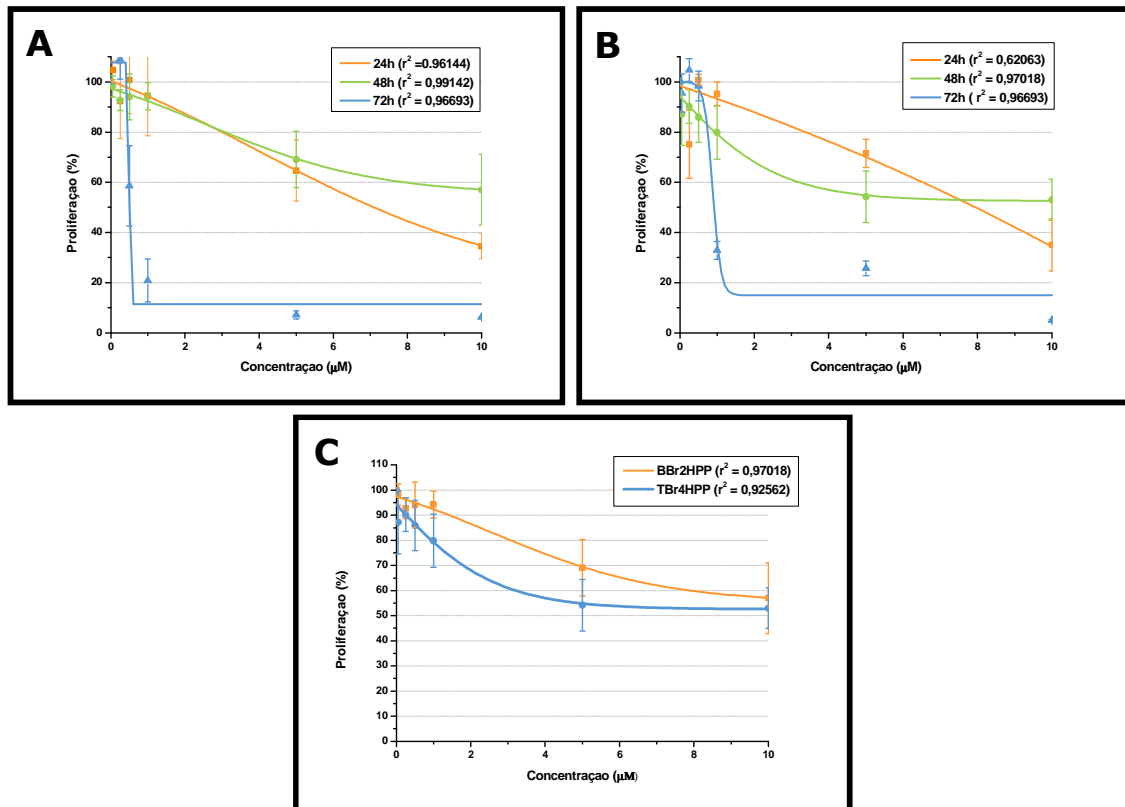 A
24h (r² =0.96144)
48h (r² = 0,99142)
72h (r² = 0,96693)
Proliferaçao (%)
100
80
60
40
20
0
0 2 4 6 8 10
Concentraçao (µM)
B
24h (r² = 0,62063)
48h (r² = 0,97018)
72h ( r² = 0,96693)
Proliferaçao (%)
100
80
60
40
20
0
0 2 4 6 8 10
Concentraçao (µM)
C
BBr2HPP (r² = 0,97018)
TBr4HPP (r² = 0,92562)
Proliferaçao (%)
110
100
90
80
70
60
50
40
30
20
10
0
0 2 4 6 8 10
Concentraçao (µM)